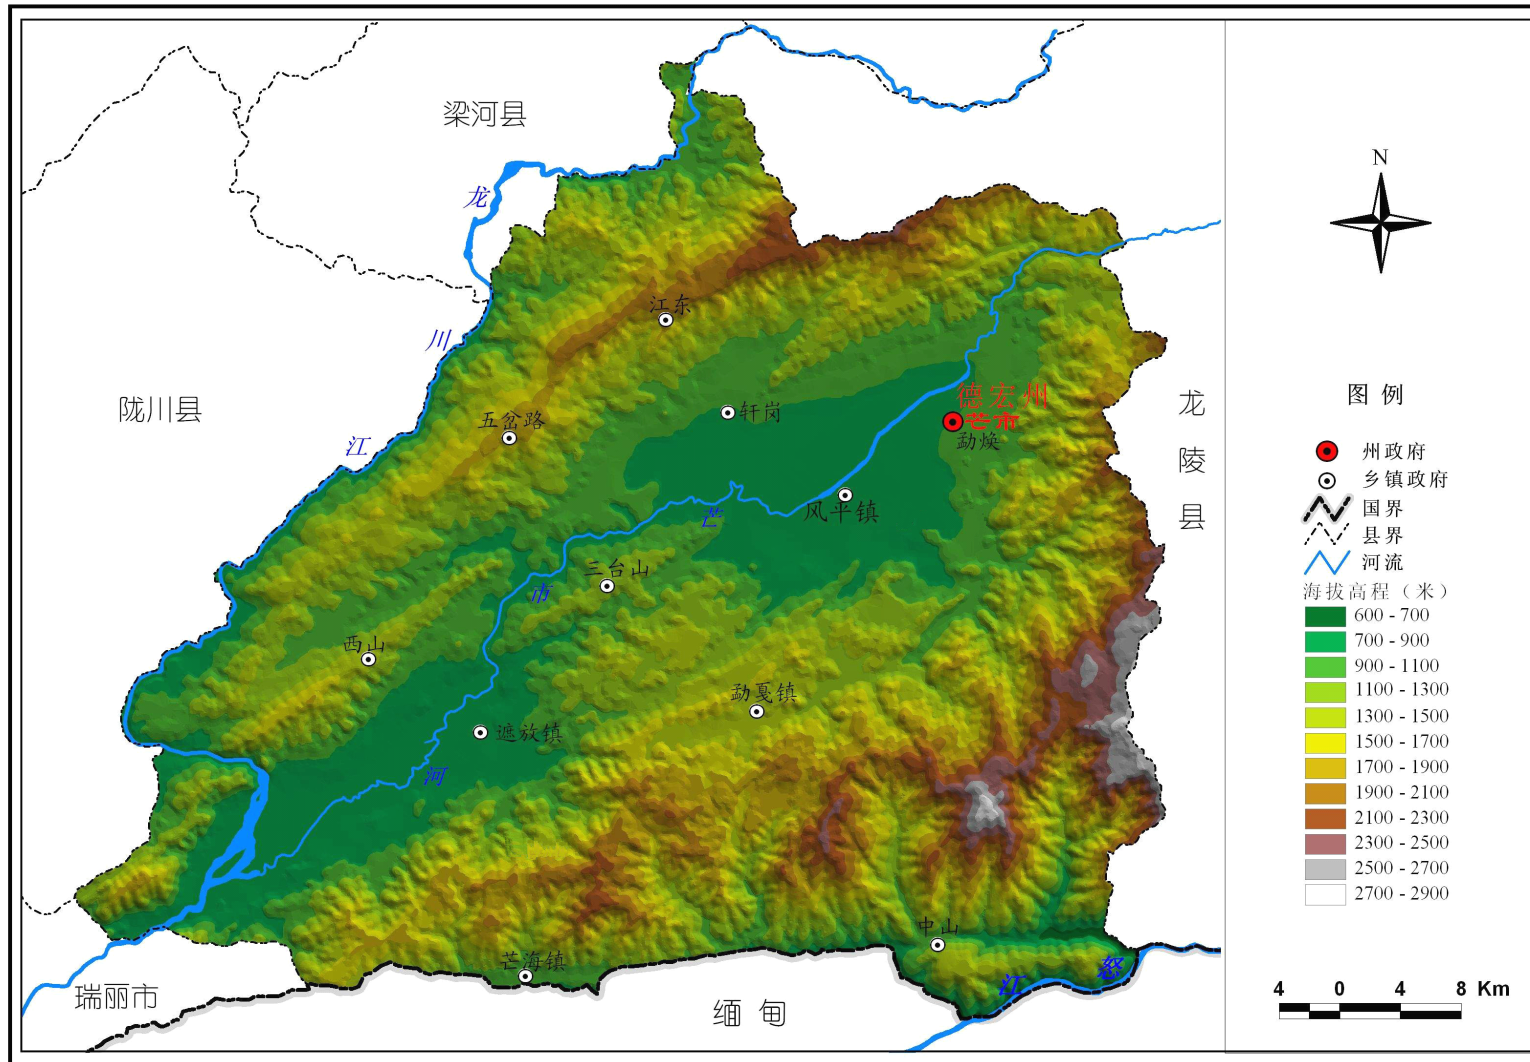 梁河县
龙
川
江
陇川县
江东
五岔路
轩岗
德宏州
芒市
勐焕
风平镇
芒
市
河
三台山
西山
勐戛镇
遮放镇
龙
陵
县
中山
芒海镇
江
怒
瑞丽市
缅甸
N
图例
州政府
乡镇政府
国界
县界
河流
海拔高程（米）
600 - 700
700 - 900
900 - 1100
1100 - 1300
1300 - 1500
1500 - 1700
1700 - 1900
1900 - 2100
2100 - 2300
2300 - 2500
2500 - 2700
2700 - 2900
4 0 4 8 Km